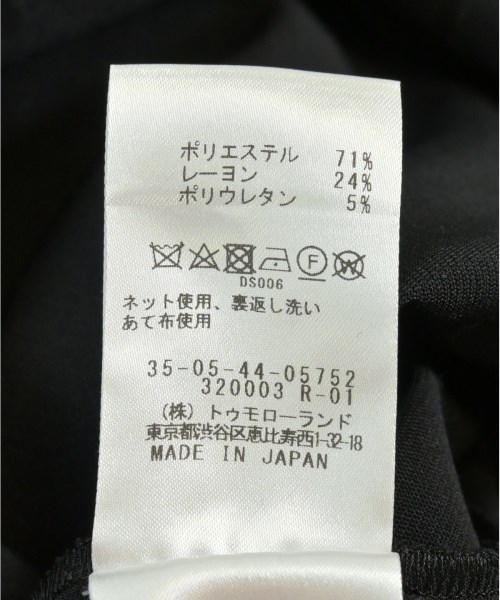 ポリエステル 71%
レーヨン 24%
ポリウレタン 5%
F W
DS006
ネット使用、裏返し洗い
あて布使用
35-05-44-05752
320003 R-01
(株) トゥモローランド
東京都渋谷区恵比寿西1-32-18
MADE IN JAPAN